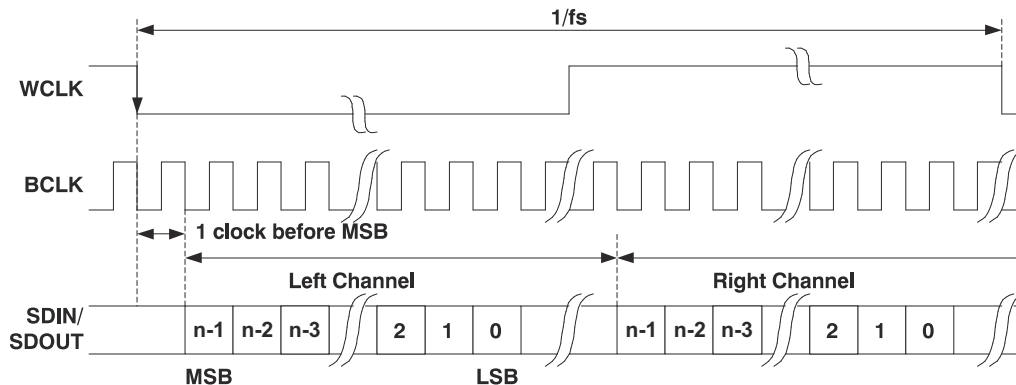 1/fs
WCLK
BCLK
1 clock before MSB
Left Channel Right Channel
SDIN/
SDOUT
n-1 n-2 n-3 2 1 0 n-1 n-2 n-3 2 1 0
MSB LSB